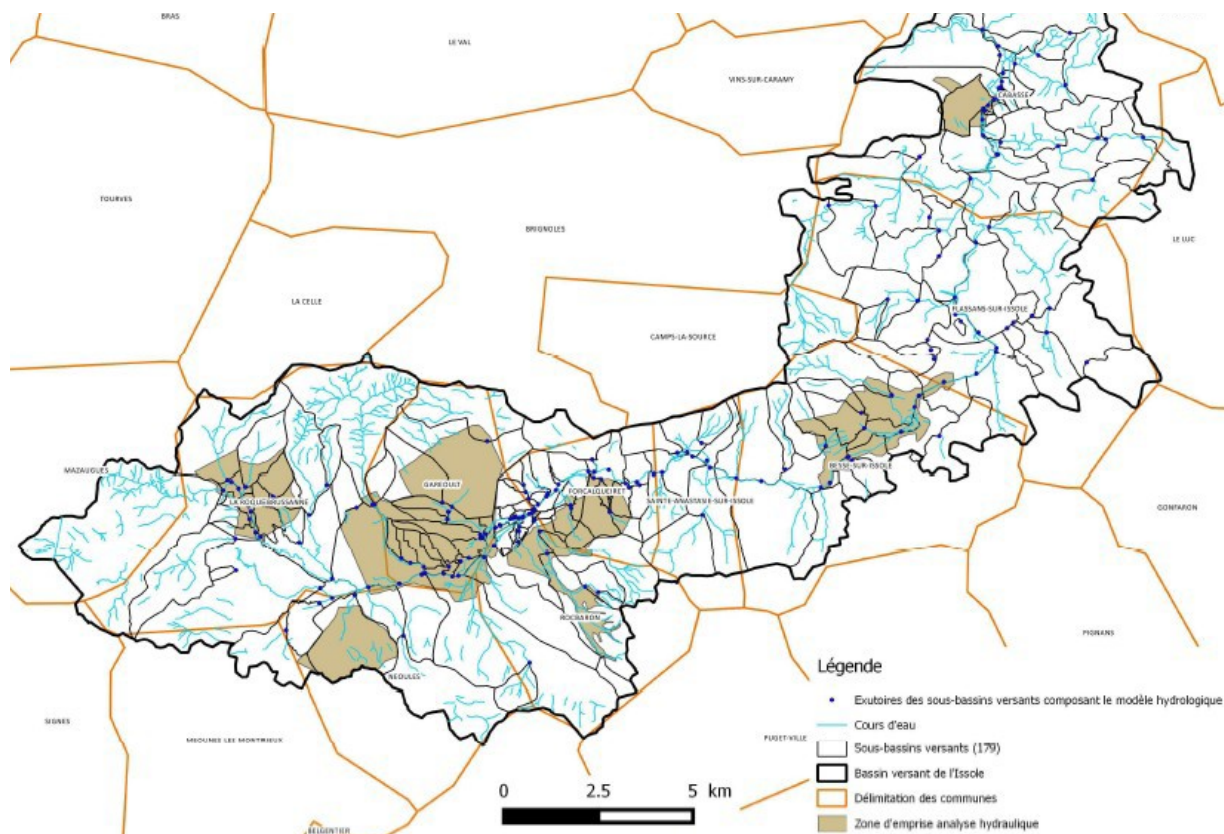 BRAS
LE VAL
VINS-SUR-CARAMY
CABASSE
TOURVES
BRIGNOLES
LE LUC
LA CELLE
FLASSANS-SUR-ISSOLE
CAMPS-LA-SOURCE
MAZAUGUES
BESSE-SUR-ISSOLE
GAREOULT
FORCALQUEIRET
LA ROQUEBRUSSANNE
SAINTE-ANASTASIE-SUR-ISSOLE
GONFARON
ROCBARON
PIGNANS
NEOULES
SIGNES
MEOUNES LES MONTRIEUX
PUGET-VILLE
BELGENTIER
0 2.5 5 km
Légende
Exutoires des sous-bassins versants composant le modèle hydrologique
Cours d'eau
Sous-bassins versants (179)
Bassin versant de l'Issole
Délimitation des communes
Zone d'emprise analyse hydraulique